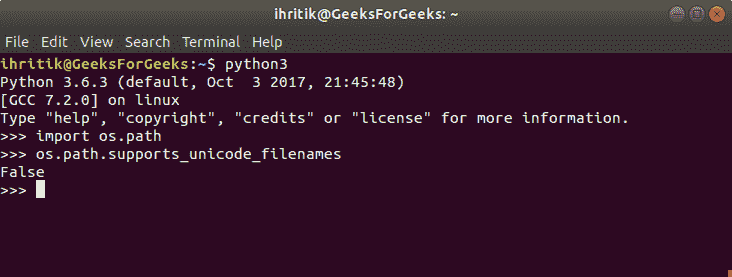 ihritik@GeeksForGeeks: ~
File Edit View Search Terminal Help
ihritik@GeeksForGeeks:~$ python3
Python 3.6.3 (default, Oct  3 2017, 21:45:48)
[GCC 7.2.0] on linux
Type "help", "copyright", "credits" or "license" for more information.
>>> import os.path
>>> os.path.supports_unicode_filenames
False
>>>